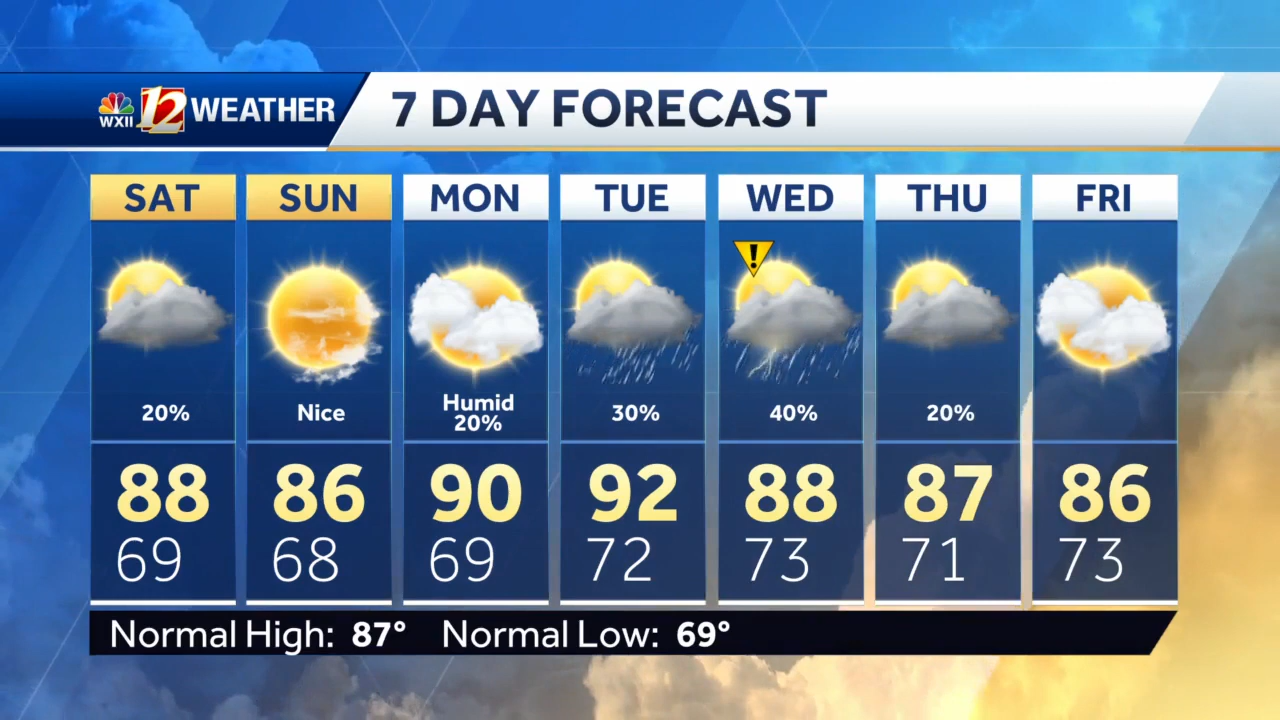 WXII 12 WEATHER
7 DAY FORECAST
SAT SUN MON TUE WED THU FRI
!
20% Nice Humid 20% 30% 40% 20%
88 86 90 92 88 87 86
69 68 69 72 73 71 73
Normal High: 87° Normal Low: 69°